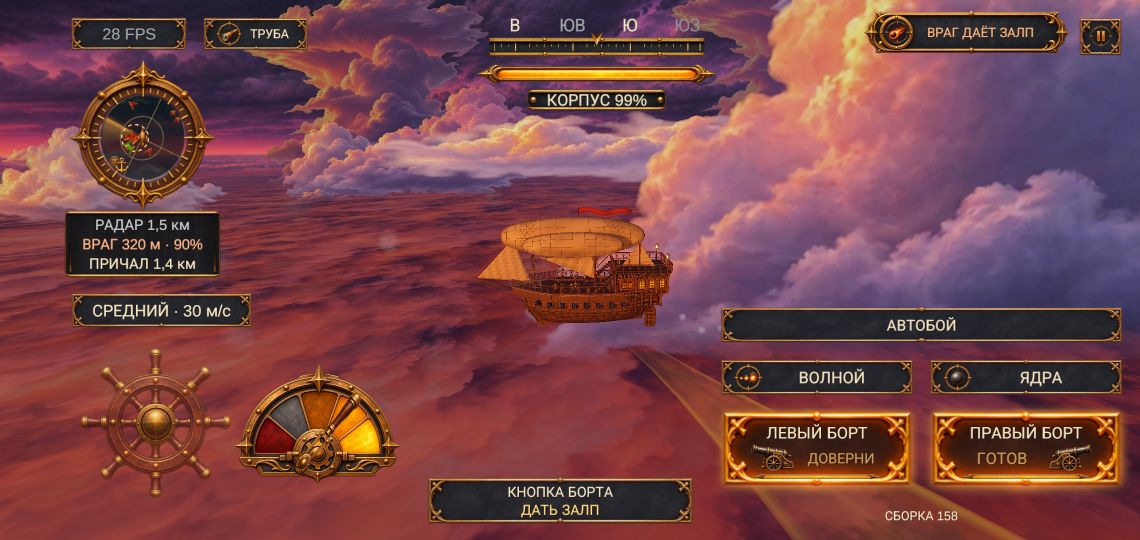 28 FPS
ТРУБА
В ЮВ Ю ЮЗ
ВРАГ ДАЁТ ЗАЛП
КОРПУС 99%
РАДАР 1,5 км
ВРАГ 320 м · 90%
ПРИЧАЛ 1,4 км
СРЕДНИЙ · 30 м/с
АВТОБОЙ
ВОЛНОЙ
ЯДРА
ЛЕВЫЙ БОРТ
ДОВЕРНИ
ПРАВЫЙ БОРТ
ГОТОВ
КНОПКА БОРТА
ДАТЬ ЗАЛП
СБОРКА 158